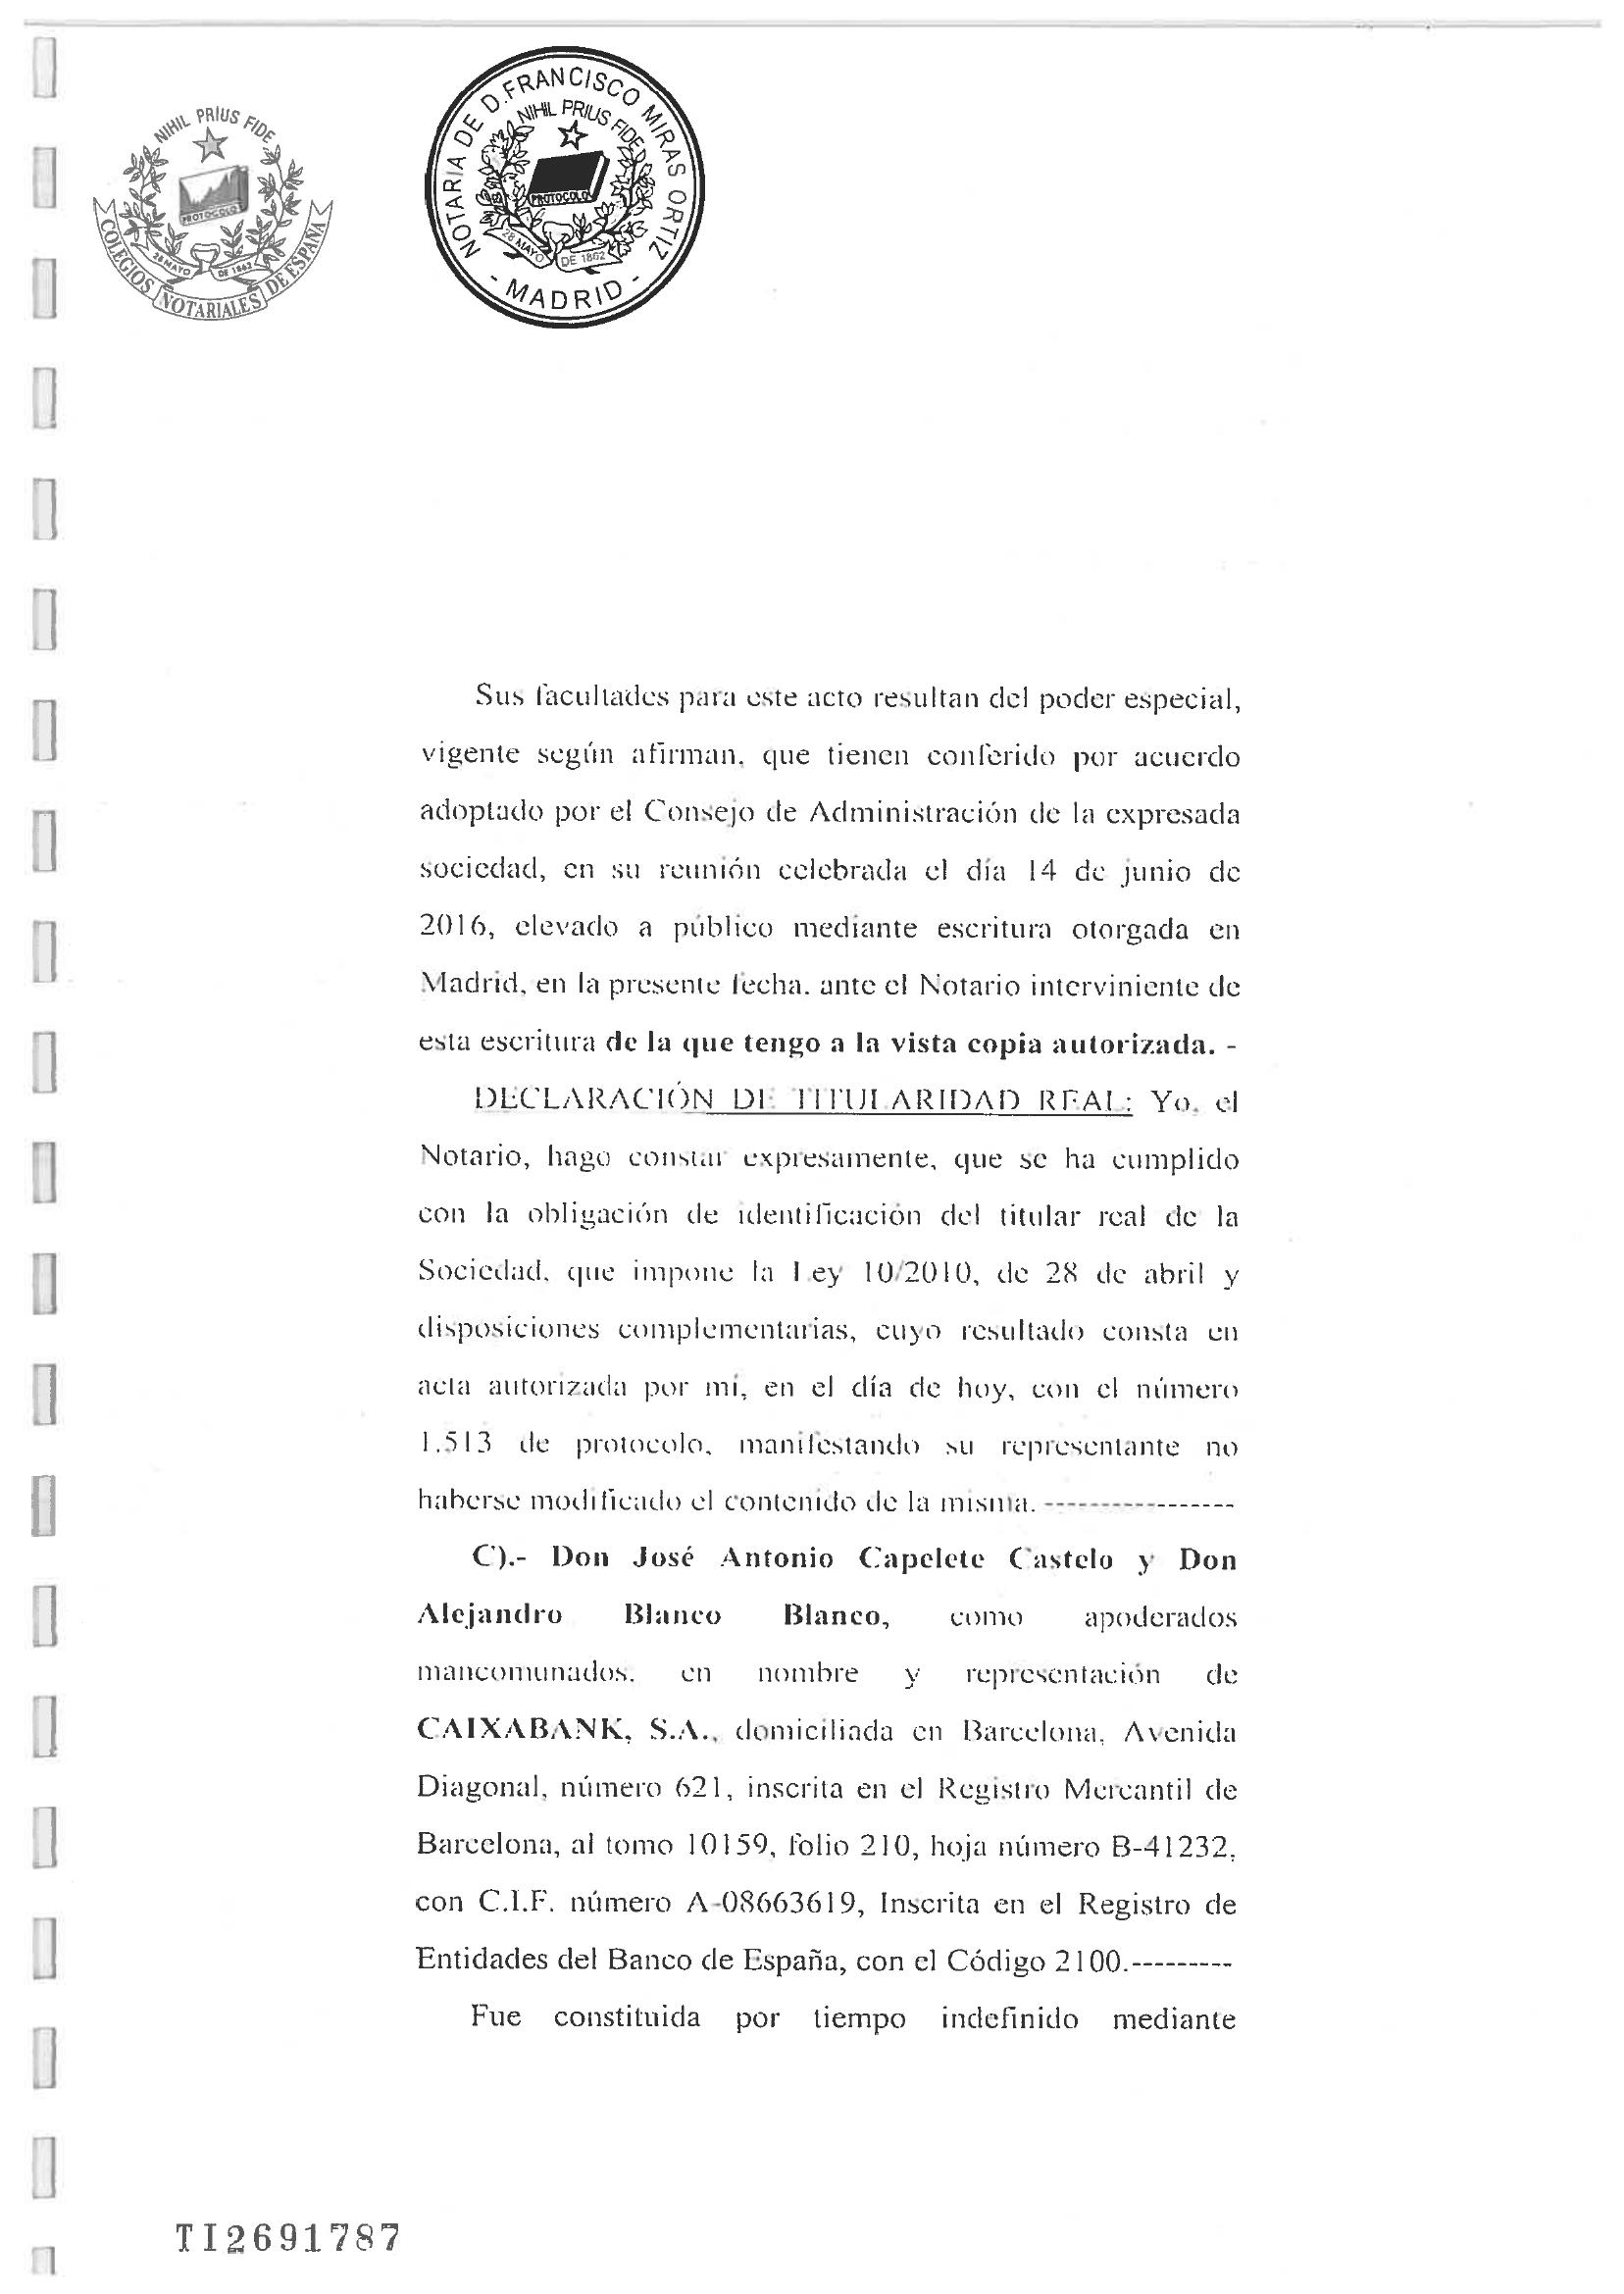 NIHIL PRIUS FIDE
PROTOCOLO
28 MAYO DE 1862
COLEGIOS NOTARIALES DE ESPAÑA
NOTARIA DE D.FRANCISCO MIRAS ORTIZ
NIHIL PRIUS FIDE
PROTOCOLO
28 MAYO DE 1862
- MADRID -
Sus facultades para este acto resultan del poder especial,
vigente según afirman, que tienen conferido por acuerdo
adoptado por el Consejo de Administración de la expresada
sociedad, en su reunión celebrada el día 14 de junio de
2016, elevado a público mediante escritura otorgada en
Madrid, en la presente fecha. ante el Notario interviniente de
esta escritura de la que tengo a la vista copia autorizada. -
DECLARACIÓN DE TITULARIDAD REAL: Yo, el
Notario, hago constar expresamente, que se ha cumplido
con la obligación de identificación del titular real de la
Sociedad, que impone la Ley 10/2010, de 28 de abril y
disposiciones complementarias, cuyo resultado consta en
acta autorizada por mí, en el día de hoy, con el número
1.513 de protocolo, manifestando su representante no
haberse modificado el contenido de la misma. -----------------
C).- Don José Antonio Capelete Castelo y Don
Alejandro Blanco Blanco, como apoderados
mancomunados, en nombre y representación de
CAIXABANK, S.A., domiciliada en Barcelona, Avenida
Diagonal, número 621, inscrita en el Registro Mercantil de
Barcelona, al tomo 10159, folio 210, hoja número B-41232,
con C.I.F. número A-08663619, Inscrita en el Registro de
Entidades del Banco de España, con el Código 2100.---------
Fue constituida por tiempo indefinido mediante
TI2691787